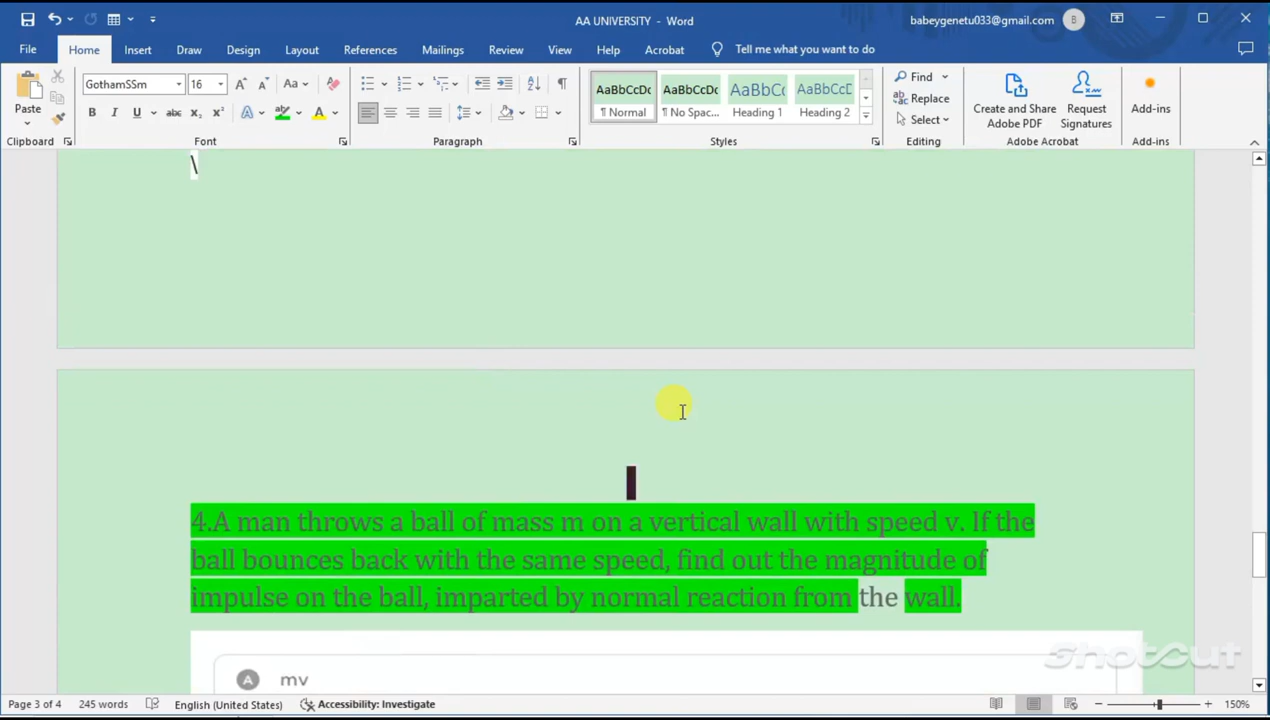 AA UNIVERSITY - Word
babeygenetu033@gmail.com
B
File
Home
Insert
Draw
Design
Layout
References
Mailings
Review
View
Help
Acrobat
Tell me what you want to do
Paste
GothamSSm
16
Aa
B I U abc x₂ x² A A
AaBbCcDc
¶ Normal
AaBbCcDc
¶ No Spac...
AaBbCc
Heading 1
AaBbCcD
Heading 2
Find
Replace
Select
Create and Share
Adobe PDF
Request
Signatures
Add-ins
Clipboard
Font
Paragraph
Styles
Editing
Adobe Acrobat
Add-ins
\
4.A man throws a ball of mass m on a vertical wall with speed v. If the
ball bounces back with the same speed, find out the magnitude of
impulse on the ball, imparted by normal reaction from the wall.
A mv
shotcut
Page 3 of 4
245 words
English (United States)
Accessibility: Investigate
150%